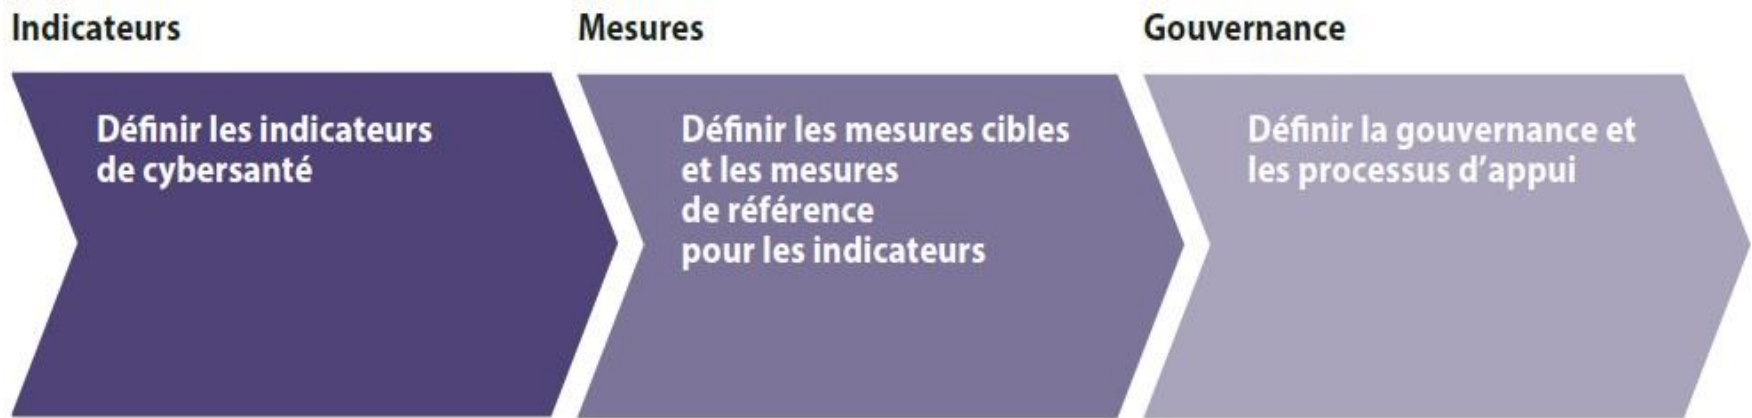 Indicateurs
Mesures
Gouvernance
Définir les indicateurs
de cybersanté
Définir les mesures cibles
et les mesures
de référence
pour les indicateurs
Définir la gouvernance et
les processus d’appui